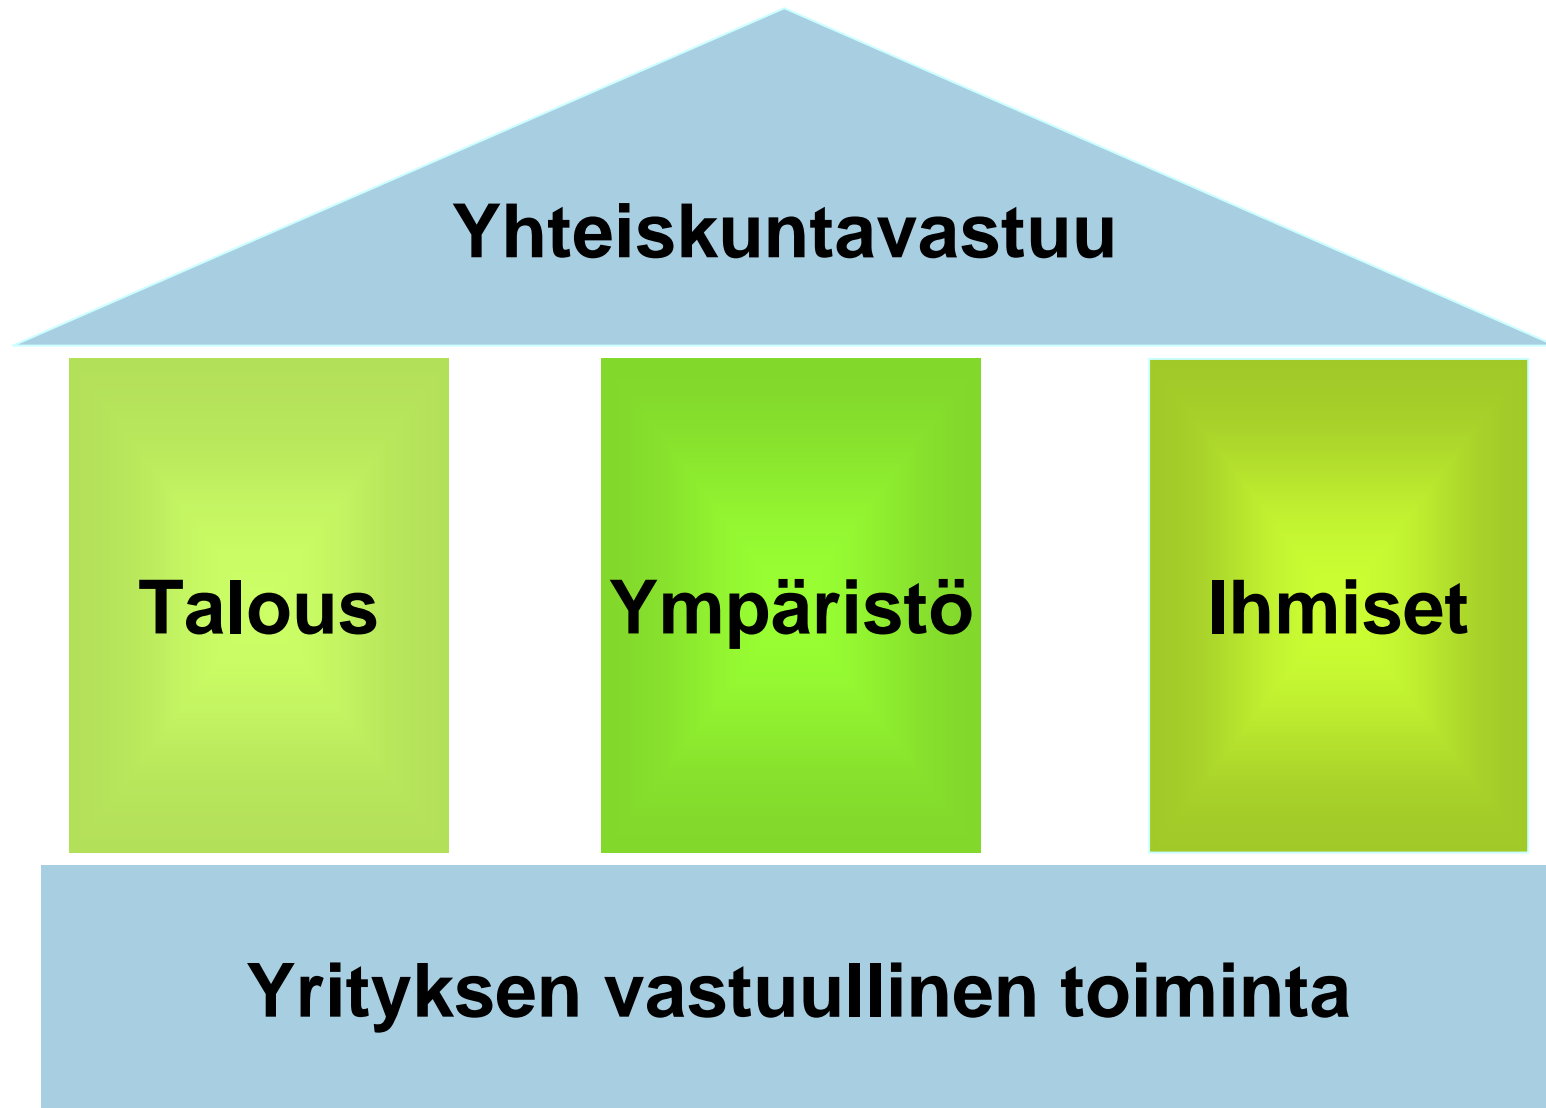 Yhteiskuntavastuu
Talous
Ympäristö
Ihmiset
Yrityksen vastuullinen toiminta